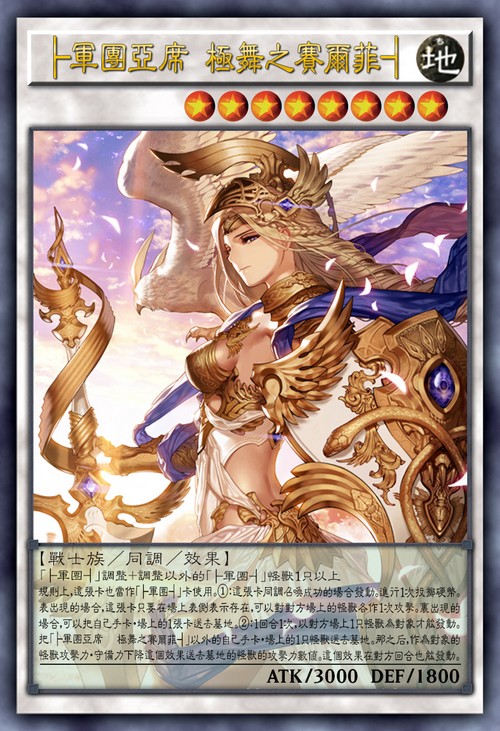 ├軍團亞席 極舞之賽爾菲┤
地
【戰士族／同調／效果】
「├軍團┤」調整＋調整以外的「├軍團┤」怪獸1只以上
規則上，這張卡也當作「├軍團┤」卡使用。①：這張卡同調召喚成功的場合發動。進行1次投擲硬幣。
表出現的場合，這張卡只要在場上表側表示存在，可以對對方場上的怪獸各作1次攻擊。裏出現的
場合，可以把自己手卡・場上的1張卡送去墓地。②：1回合1次，以對方場上1只怪獸為對象才能發動。
把「├軍團亞席　極舞之賽爾菲┤」以外的自己手卡・場上的1只怪獸送去墓地。那之后，作為對象的
怪獸攻擊力・守備力下降這個效果送去墓地的怪獸的攻擊力數值。這個效果在對方回合也能發動。
ATK/3000 DEF/1800